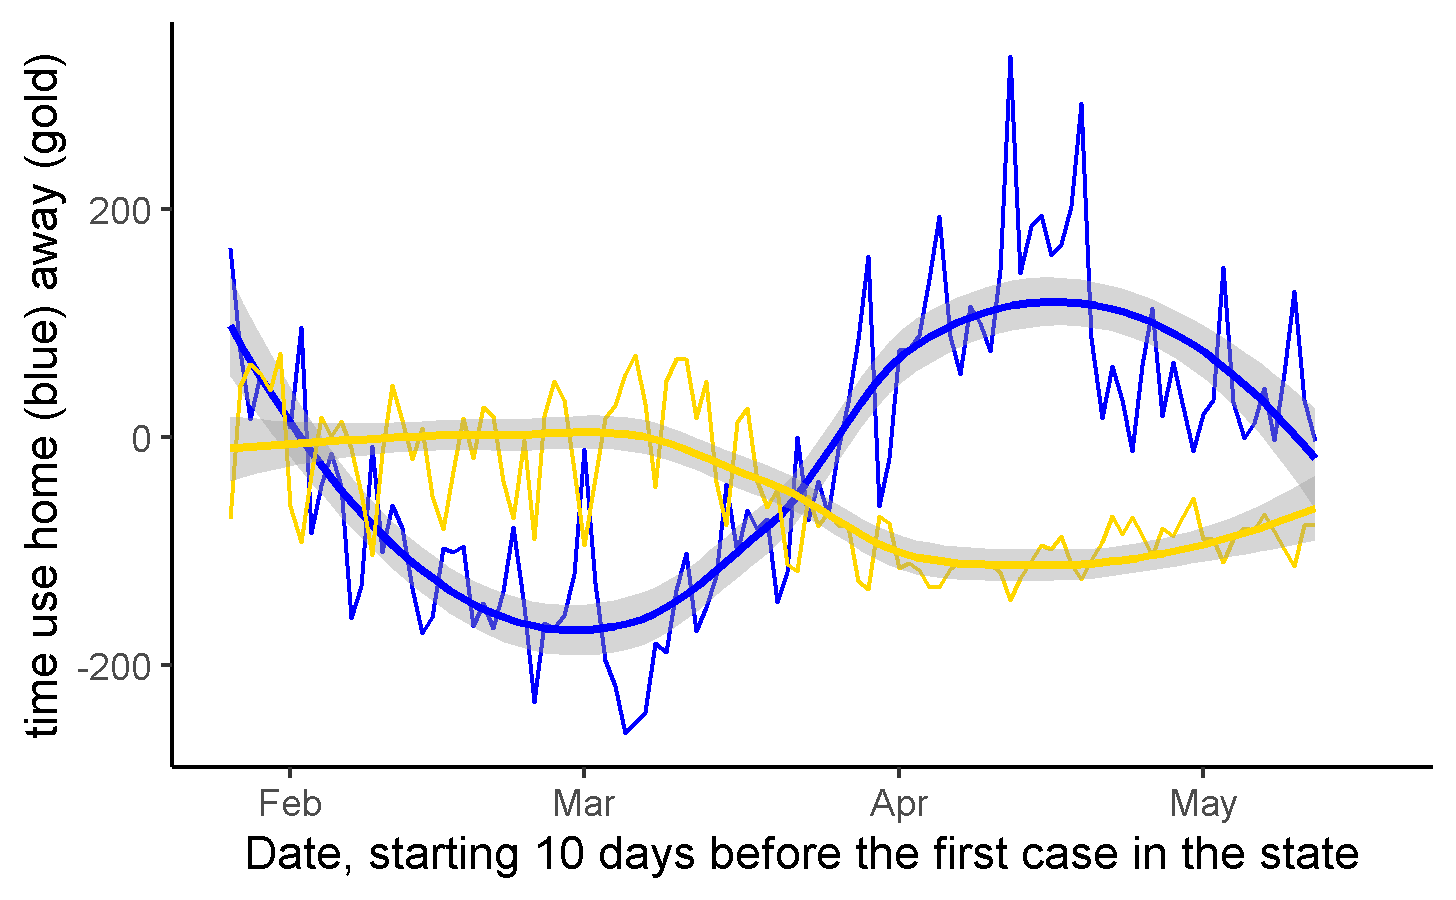 time use home (blue) away (gold)
200
0
-200
Feb Mar Apr May
Date, starting 10 days before the first case in the state